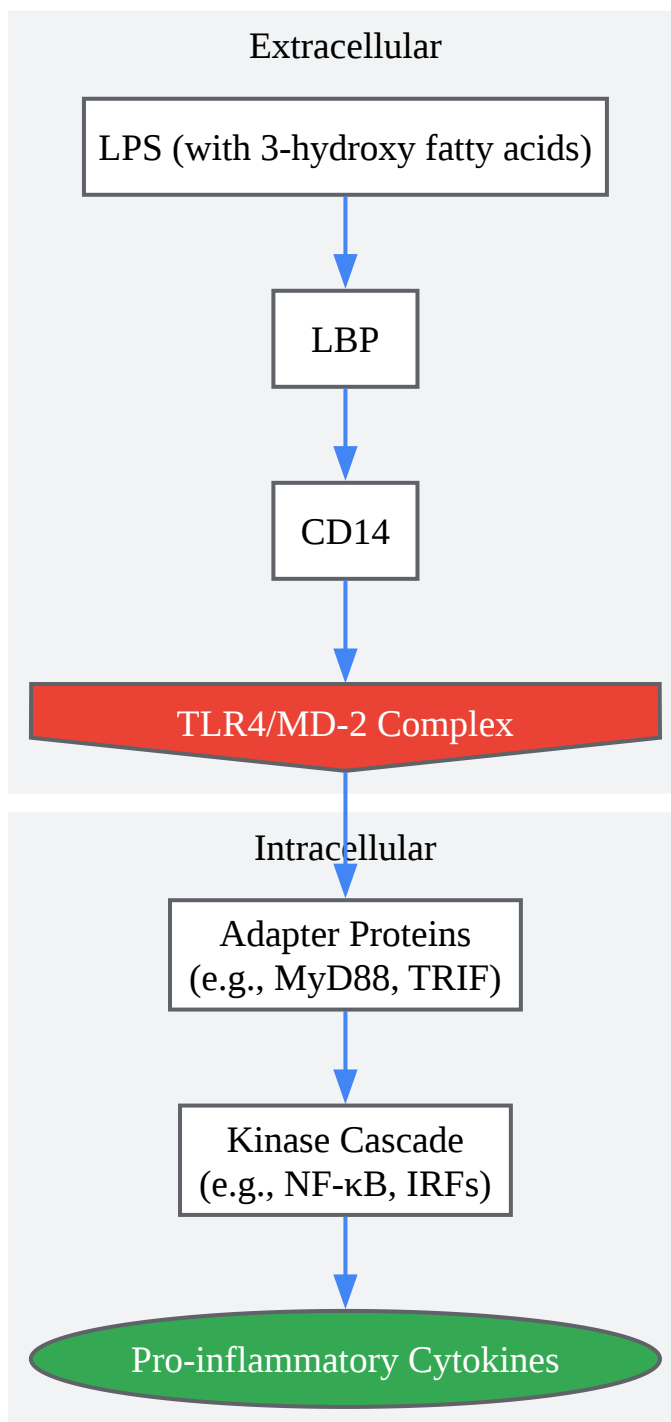 Extracellular
LPS (with 3-hydroxy fatty acids)
LBP
CD14
TLR4/MD-2 Complex
Intracellular
Adapter Proteins
(e.g., MyD88, TRIF)
Kinase Cascade
(e.g., NF-κB, IRFs)
Pro-inflammatory Cytokines